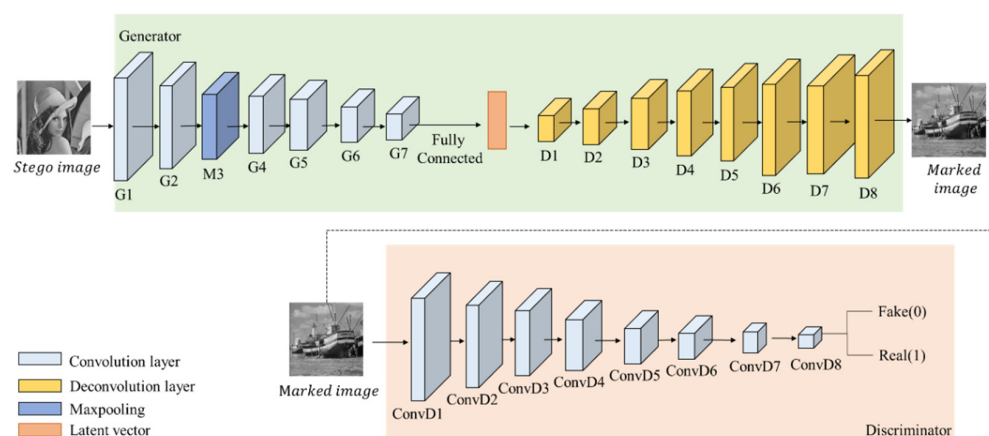 Generator
Stego image
G1
G2
M3
G4
G5
G6
G7
Fully
Connected
D1
D2
D3
D4
D5
D6
D7
D8
Marked
image
Marked image
ConvD1
ConvD2
ConvD3
ConvD4
ConvD5
ConvD6
ConvD7
ConvD8
Fake(0)
Real(1)
Convolution layer
Deconvolution layer
Maxpooling
Latent vector
Discriminator